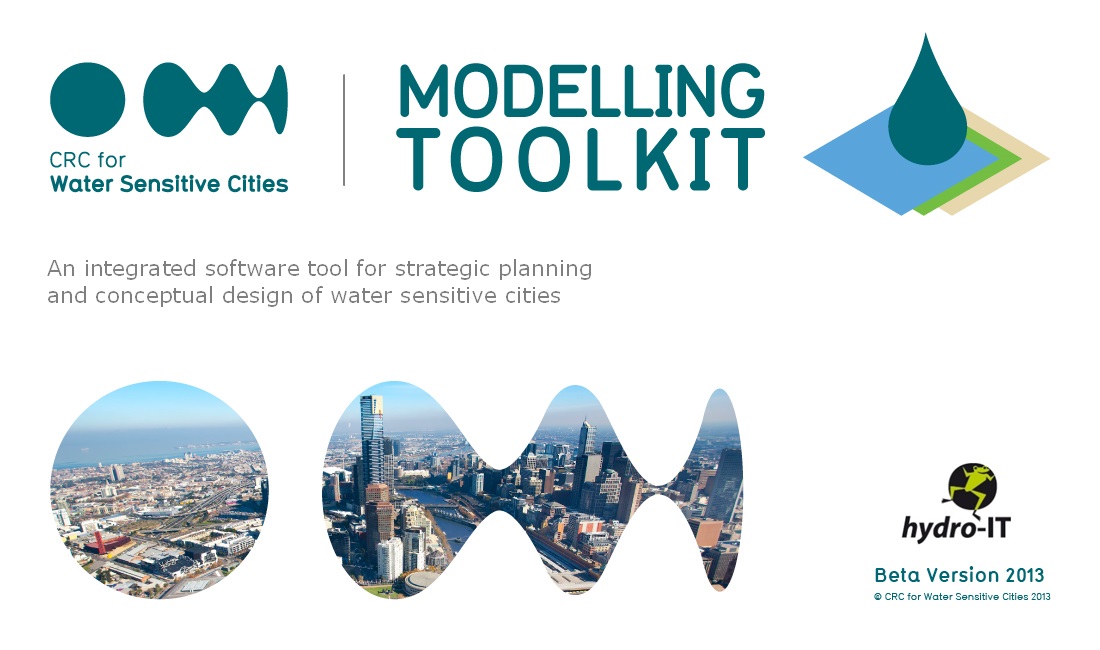 CRC for
Water Sensitive Cities
MODELLING
TOOLKIT
An integrated software tool for strategic planning
and conceptual design of water sensitive cities
hydro-IT
Beta Version 2013
© CRC for Water Sensitive Cities 2013